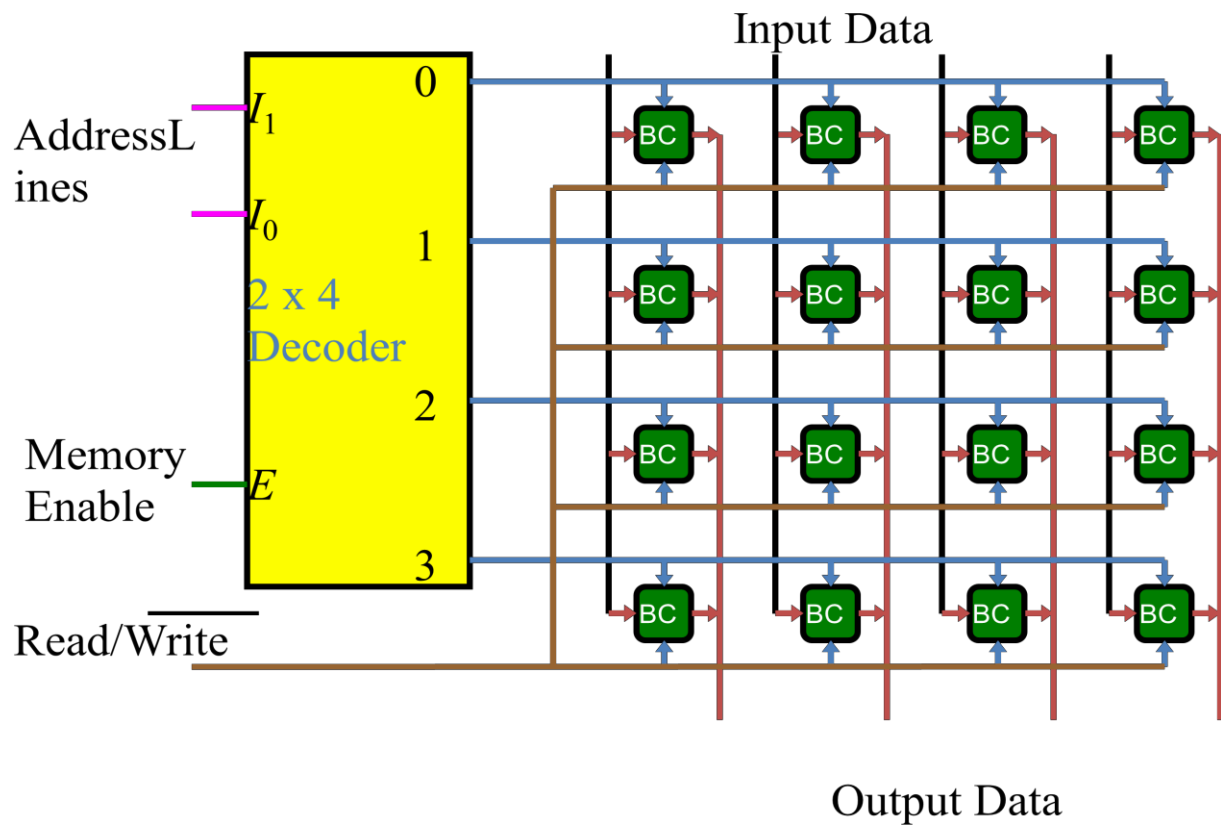 Input Data
0
I1
AddressL
ines
I0
1
2 x 4
Decoder
2
Memory
Enable
E
3
Read/Write
BC BC BC BC
BC BC BC BC
BC BC BC BC
BC BC BC BC
Output Data